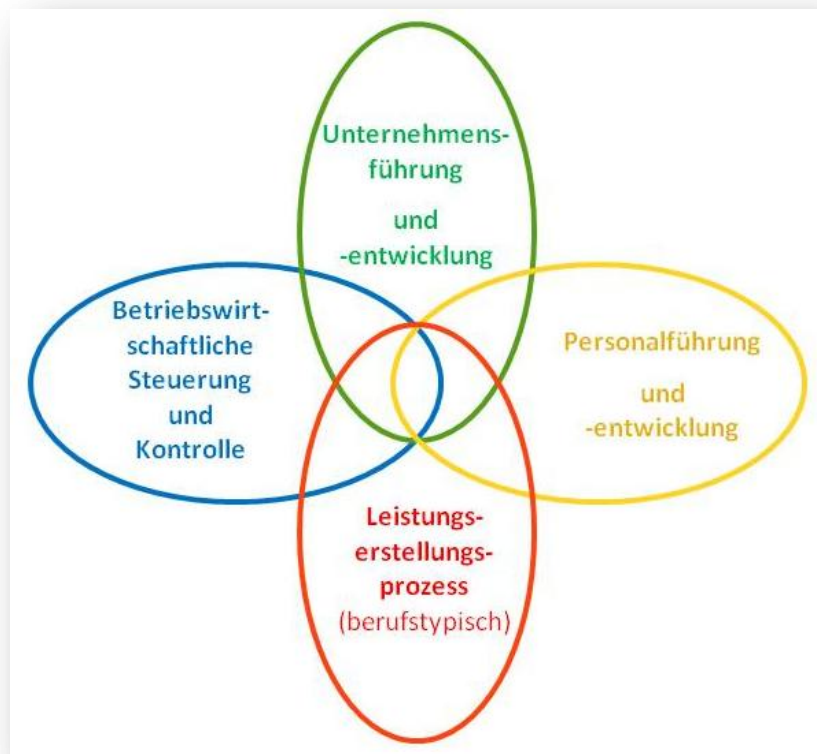 Unternehmens-
führung
und
-entwicklung
Betriebswirt-
schaftliche
Steuerung
und
Kontrolle
Personalführung
und
-entwicklung
Leistungs-
erstellungs-
prozess
(berufstypisch)